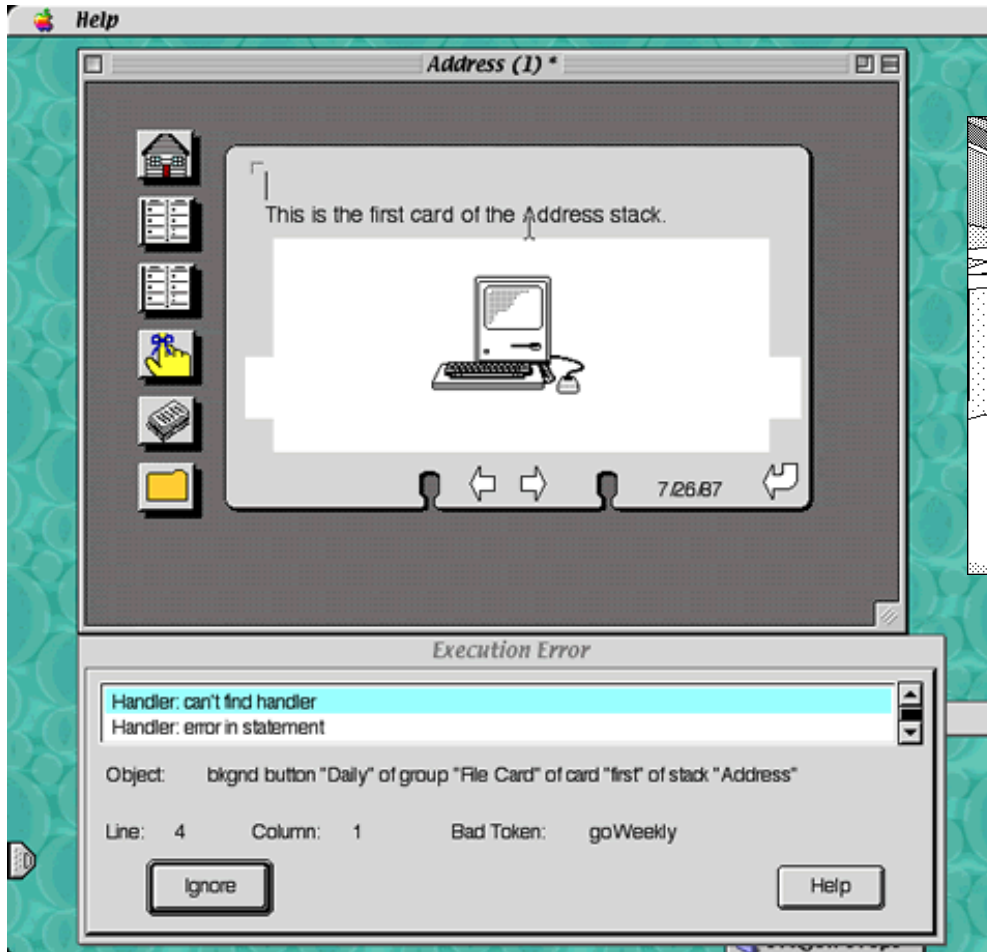 Help
Address (1) *
This is the first card of the Address stack.
7/26/87
Execution Error
Handler: can't find handler
Handler: error in statement
Object: bkgnd button "Daily" of group "File Card" of card "first" of stack "Address"
Line: 4 Column: 1 Bad Token: goWeekly
Ignore Help